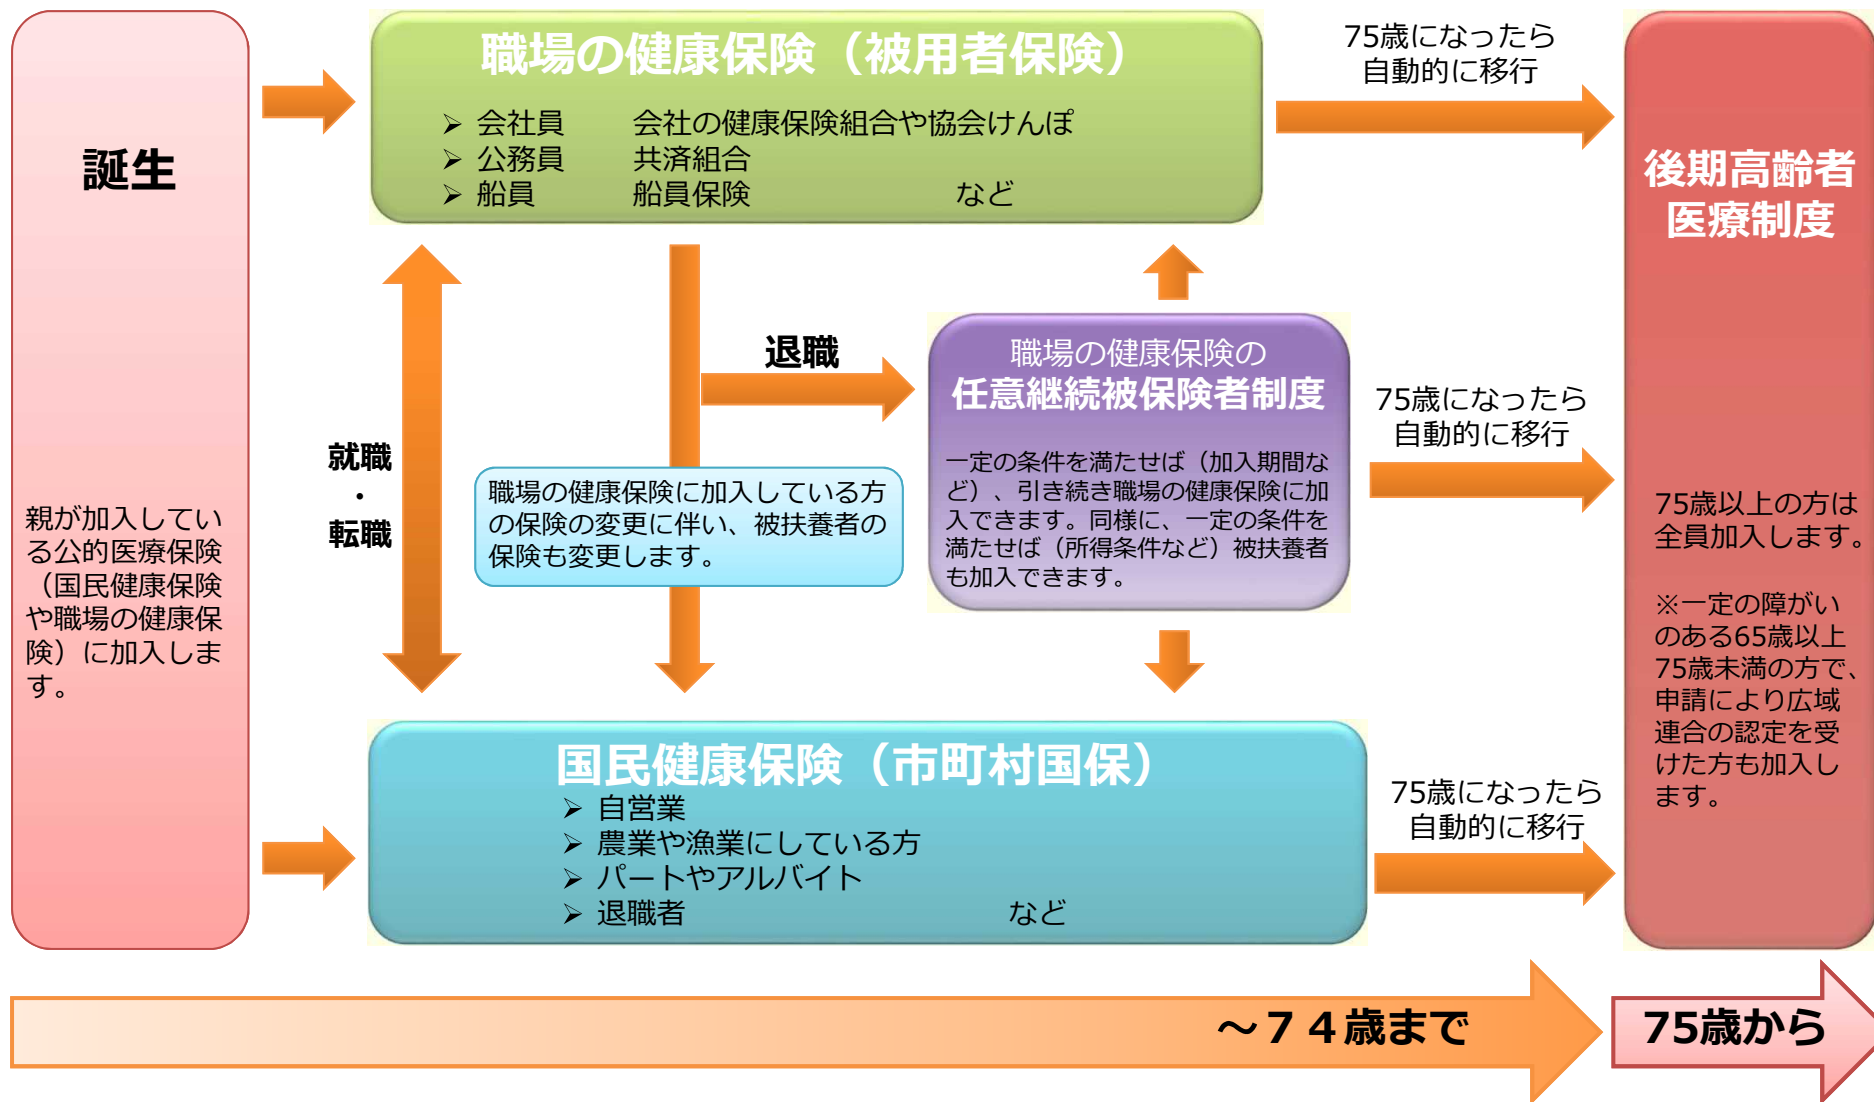 誕生
親が加入してい
る公的医療保険
（国民健康保険
や職場の健康保
険）に加入しま
す。
職場の健康保険（被用者保険）
➢ 会社員 会社の健康保険組合や協会けんぽ
➢ 公務員 共済組合
➢ 船員 船員保険 など
75歳になったら
自動的に移行
就職
・
転職
退職
職場の健康保険に加入している方
の保険の変更に伴い、被扶養者の
保険も変更します。
職場の健康保険の
任意継続被保険者制度
一定の条件を満たせば（加入期間な
ど）、引き続き職場の健康保険に加
入できます。同様に、一定の条件を
満たせば（所得条件など）被扶養者
も加入できます。
75歳になったら
自動的に移行
国民健康保険（市町村国保）
➢ 自営業
➢ 農業や漁業にしている方
➢ パートやアルバイト
➢ 退職者 など
75歳になったら
自動的に移行
後期高齢者
医療制度
75歳以上の方は
全員加入します。
※一定の障がい
のある65歳以上
75歳未満の方で、
申請により広域
連合の認定を受
けた方も加入し
ます。
～７４歳まで
75歳から